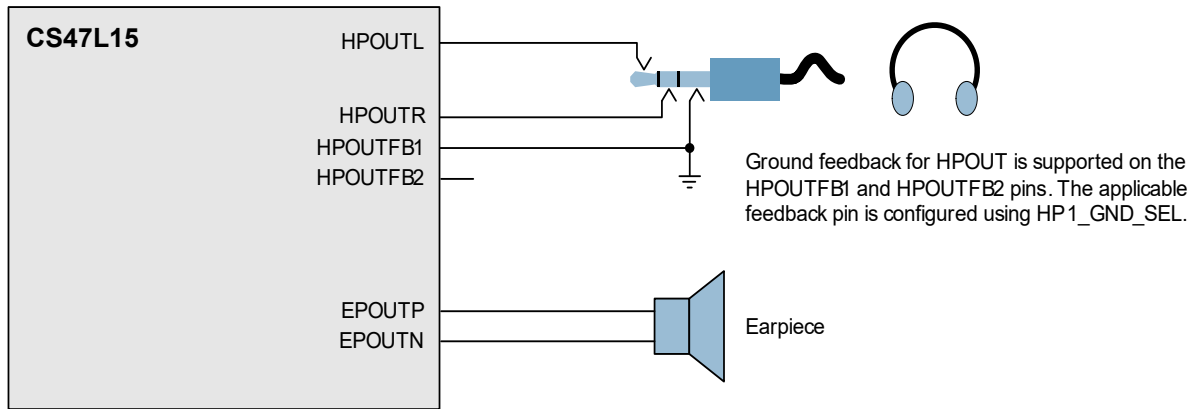 CS47L15
HPOUTL
HPOUTR
HPOUTFB1
HPOUTFB2
Ground feedback for HPOUT is supported on the
HPOUTFB1 and HPOUTFB2 pins. The applicable
feedback pin is configured using HP1_GND_SEL.
EPOUTP
EPOUTN
Earpiece